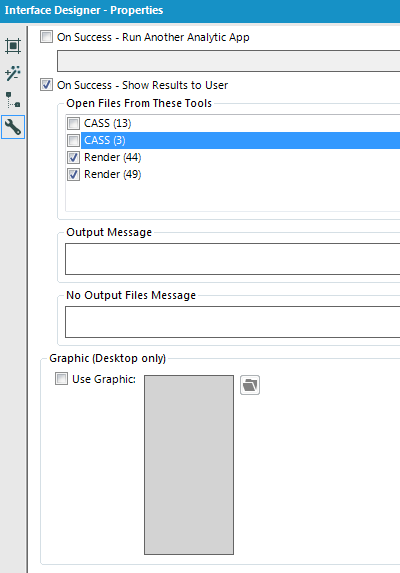 Interface Designer - Properties
On Success - Run Another Analytic App
On Success - Show Results to User
Open Files From These Tools
CASS (13)
CASS (3)
Render (44)
Render (49)
Output Message
No Output Files Message
Graphic (Desktop only)
Use Graphic: